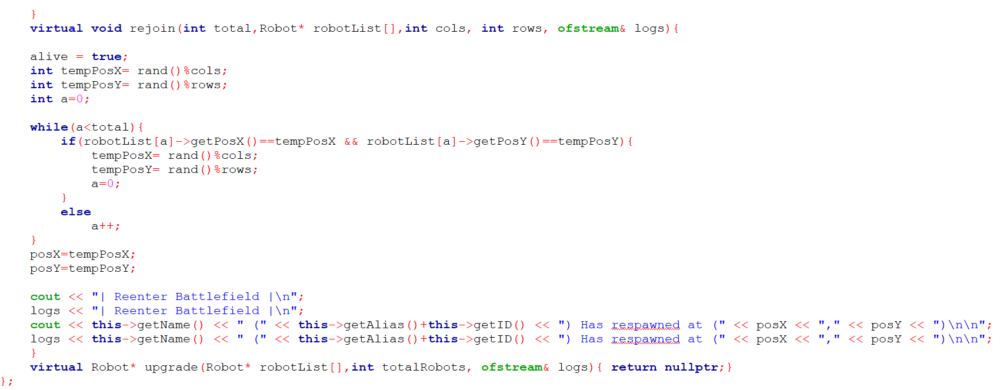 }
virtual void rejoin(int total,Robot* robotList[],int cols, int rows, ofstream& logs){
alive = true;
int tempPosX= rand()%cols;
int tempPosY= rand()%rows;
int a=0;
while(a<total){
if(robotList[a]->getPosX()==tempPosX && robotList[a]->getPosY()==tempPosY){
tempPosX= rand()%cols;
tempPosY= rand()%rows;
a=0;
}
else
a++;
}
posX=tempPosX;
posY=tempPosY;
cout << "| Reenter Battlefield |\n";
logs << "| Reenter Battlefield |\n";
cout << this->getName() << " (" << this->getAlias()+this->getID() << ") Has respawned at (" << posX << "," << posY << ")\n\n";
logs << this->getName() << " (" << this->getAlias()+this->getID() << ") Has respawned at (" << posX << "," << posY << ")\n\n";
}
virtual Robot* upgrade(Robot* robotList[],int totalRobots, ofstream& logs){ return nullptr;}
};